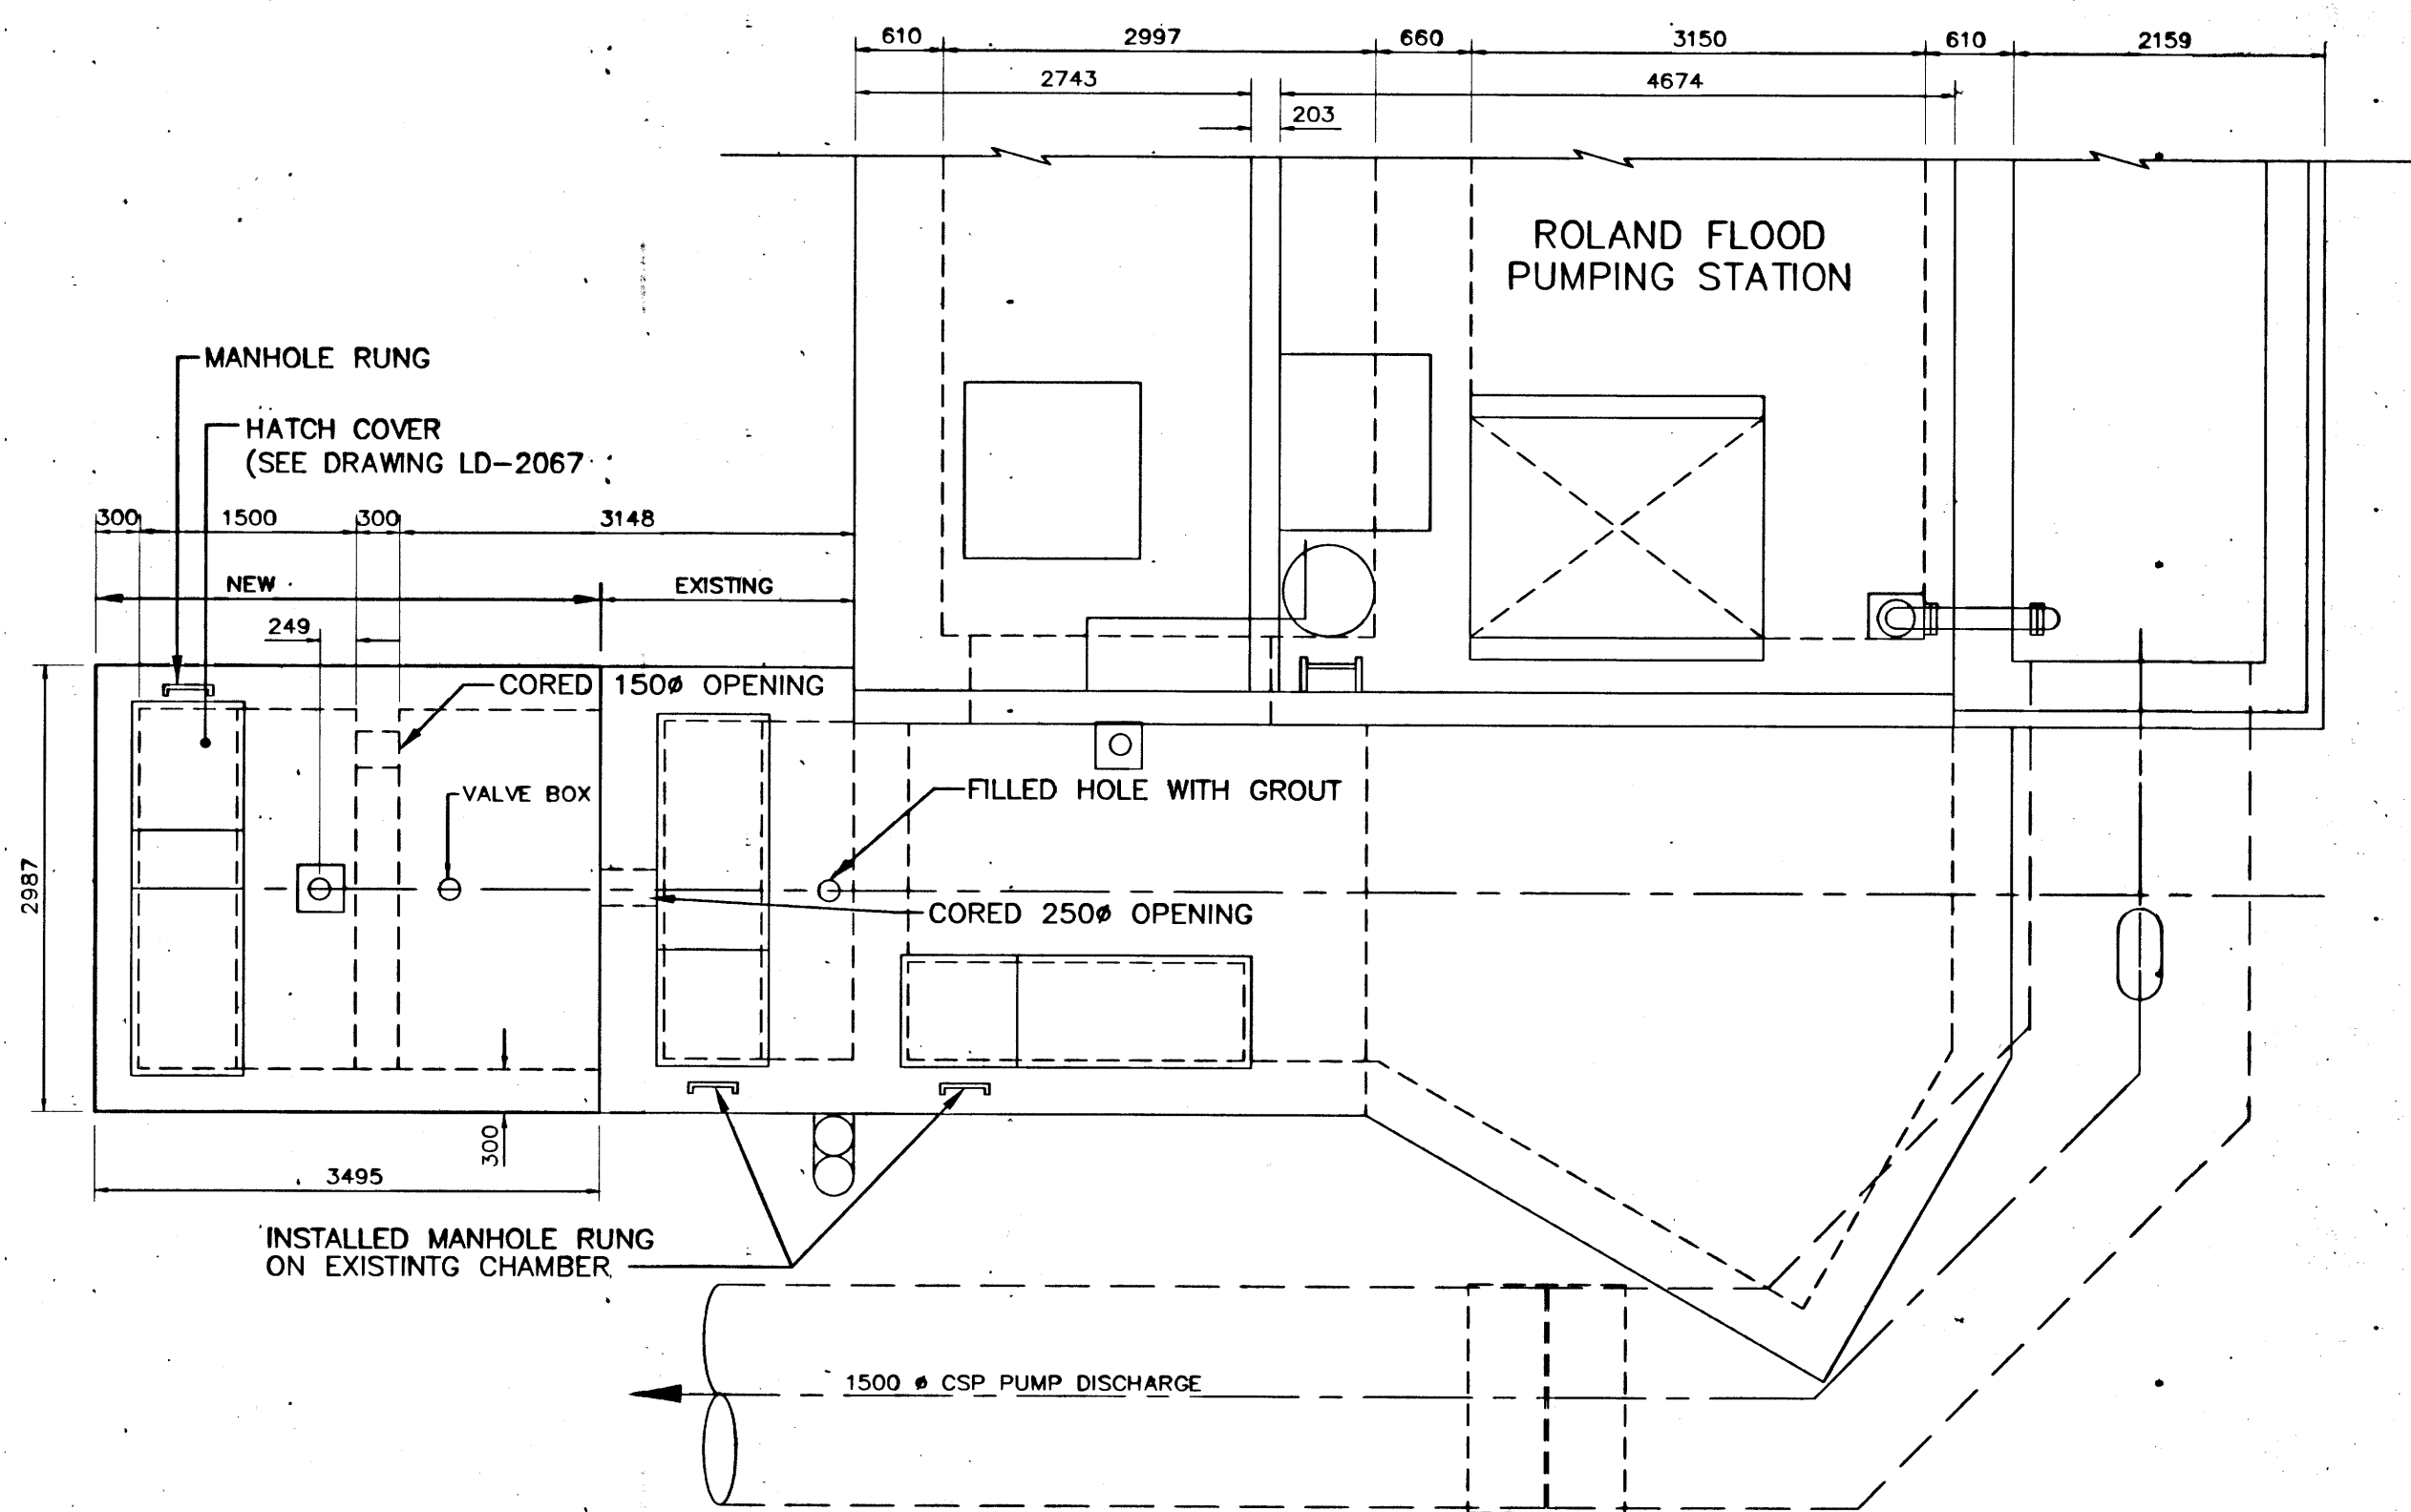 610 2997 660 3150 610 2159
2743 4674
203
ROLAND FLOOD
PUMPING STATION
MANHOLE RUNG
HATCH COVER
(SEE DRAWING LD-2067
300 1500 300 3148
NEW EXISTING
249
CORED 150ø OPENING
VALVE BOX
FILLED HOLE WITH GROUT
2987
CORED 250ø OPENING
300
3495
INSTALLED MANHOLE RUNG
ON EXISTINTG CHAMBER
1500 ø CSP PUMP DISCHARGE